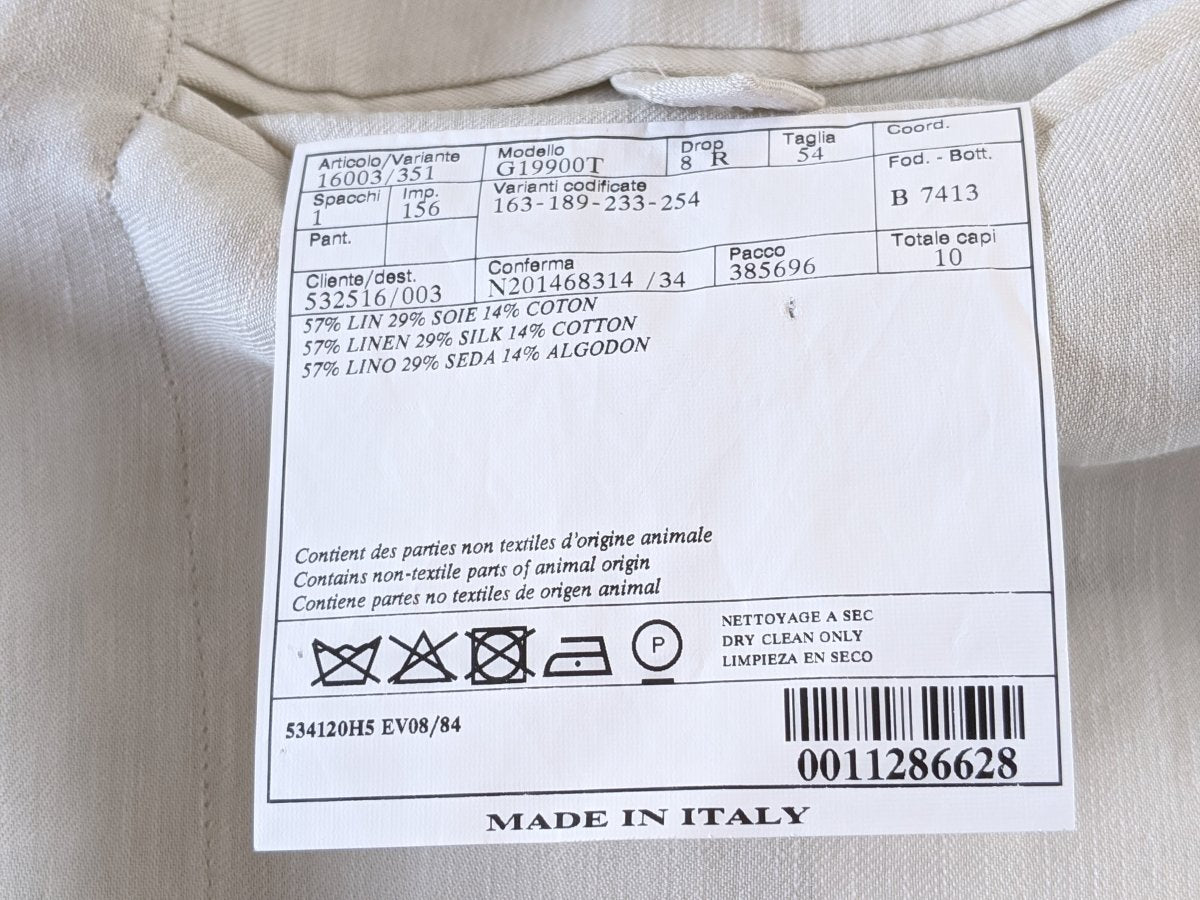 Articolo/Variante
16003/351
Modello
G19900T
Drop
8 R
Taglia
54
Coord.
Spacchi
1
Imp.
156
Varianti codificate
163-189-233-254
Fod. - Bott.
B 7413
Pant.
Cliente/dest.
532516/003
Conferma
N201468314 /34
Pacco
385696
Totale capi
10
57% LIN 29% SOIE 14% COTON
57% LINEN 29% SILK 14% COTTON
57% LINO 29% SEDA 14% ALGODON
Contient des parties non textiles d'origine animale
Contains non-textile parts of animal origin
Contiene partes no textiles de origen animal
P
NETTOYAGE A SEC
DRY CLEAN ONLY
LIMPIEZA EN SECO
534120H5 EV08/84
0011286628
MADE IN ITALY